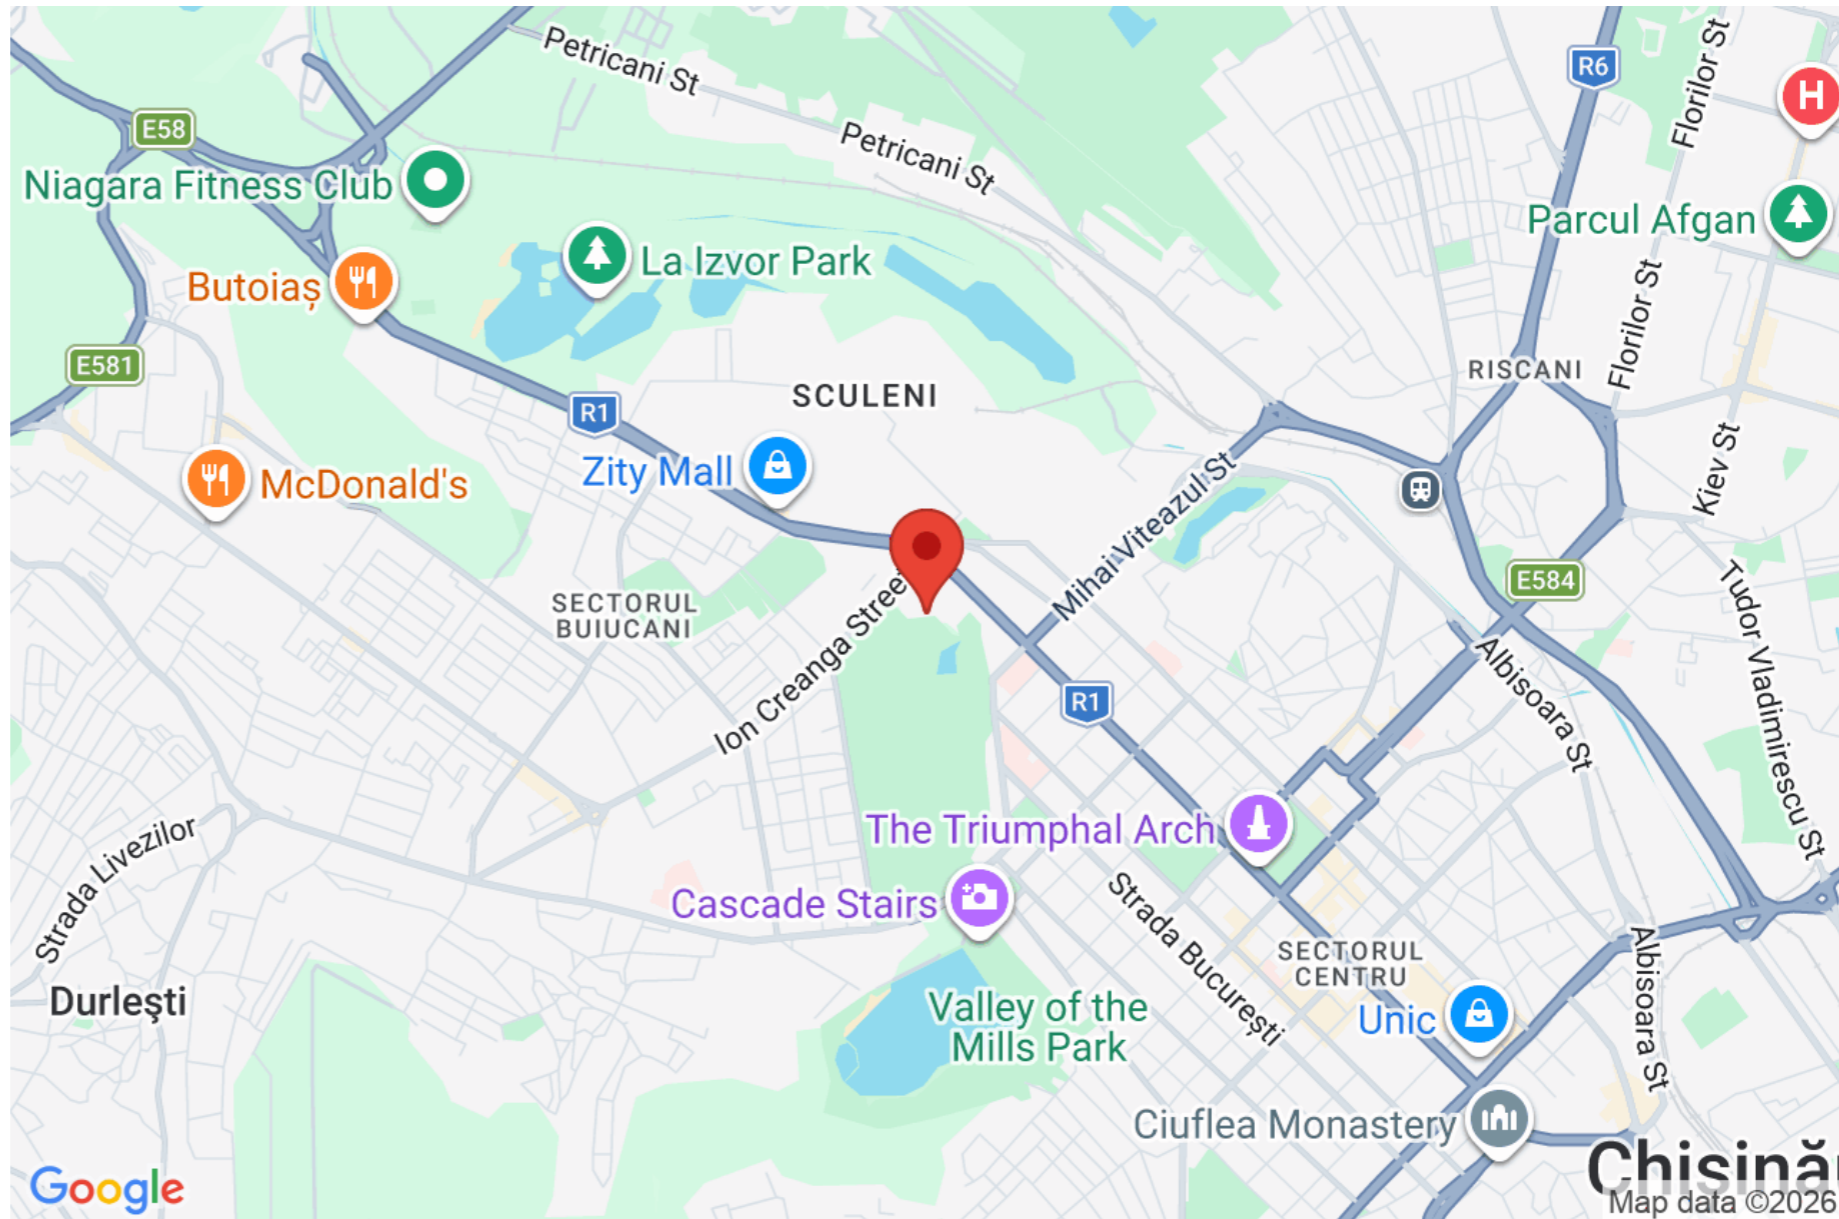 Petricani St
Florilor St
R6
H
E58
Petricani St
Niagara Fitness Club
Parcul Afgan
La Izvor Park
Butoiaș
Florilor St
E581
RISCANI
SCULENI
R1
Zity Mall
McDonald's
Mihai Viteazul St
Kiev St
E584
SECTORUL
BUIUCANI
Ion Creanga Street
Tudor Vladimirescu St
Albisoara St
R1
The Triumphal Arch
Strada Livezilor
Cascade Stairs
Strada București
SECTORUL
CENTRU
Albisoara St
Durleşti
Valley of the
Mills Park
Unic
Ciuflea Monastery
Google
Map data ©2026